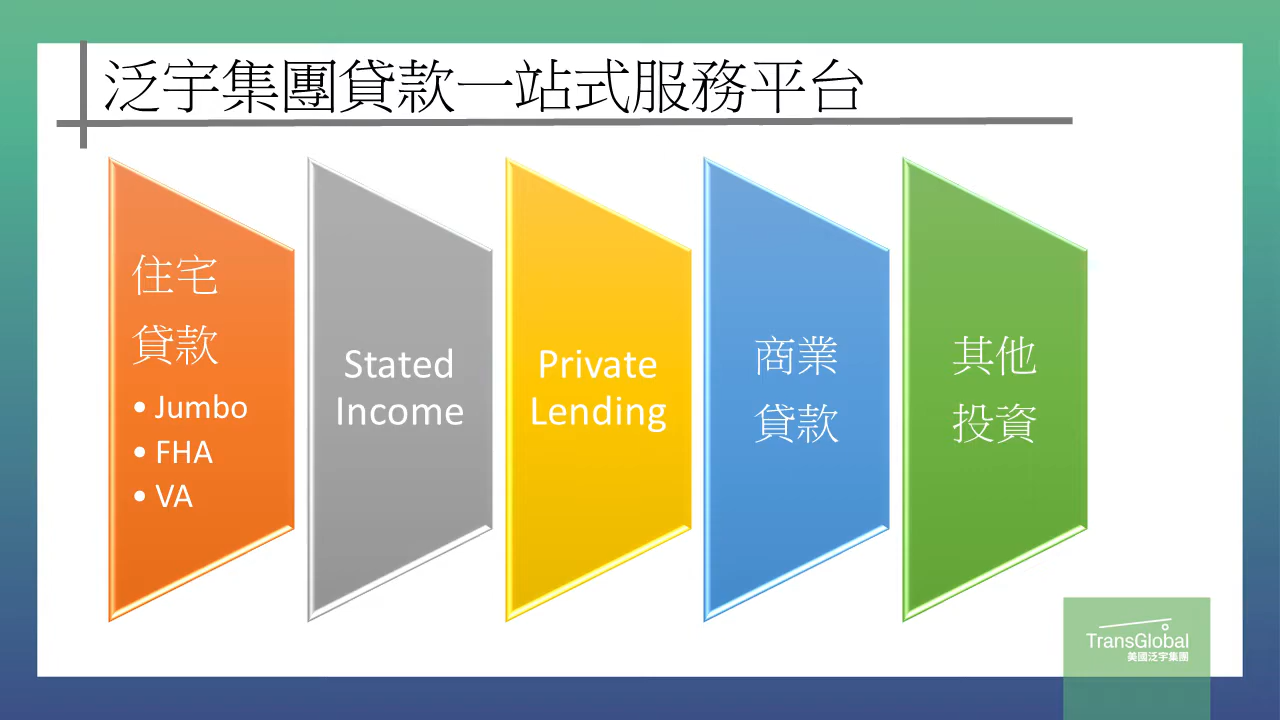 泛宇集團貸款一站式服務平台
住宅
貸款
• Jumbo
• FHA
• VA
Stated
Income
Private
Lending
商業
貸款
其他
投資
TransGlobal
美國泛宇集團